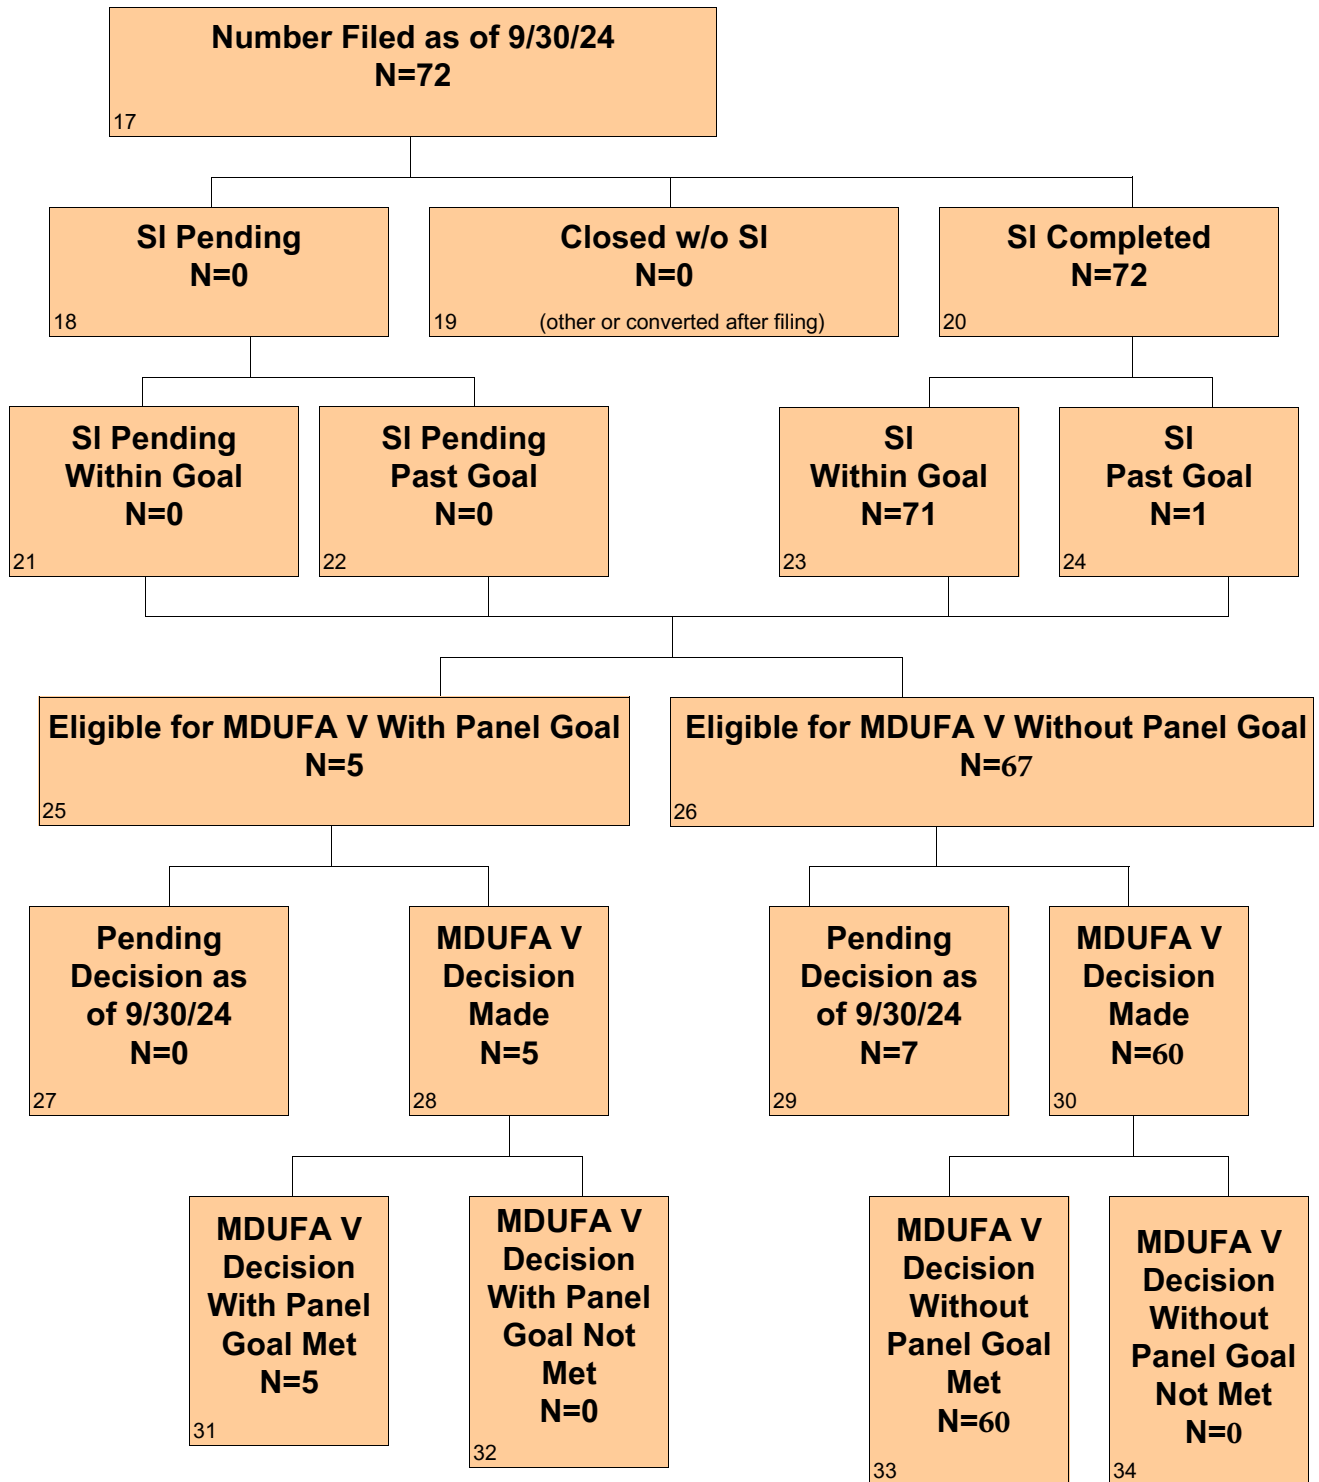 Number Filed as of 9/30/24
N=72
17
SI Pending
N=0
18
Closed w/o SI
N=0
19 (other or converted after filing)
SI Completed
N=72
20
SI Pending
Within Goal
N=0
21
SI Pending
Past Goal
N=0
22
SI
Within Goal
N=71
23
SI
Past Goal
N=1
24
Eligible for MDUFA V With Panel Goal
N=5
25
Eligible for MDUFA V Without Panel Goal
N=67
26
Pending
Decision as
of 9/30/24
N=0
27
MDUFA V
Decision
Made
N=5
28
Pending
Decision as
of 9/30/24
N=7
29
MDUFA V
Decision
Made
N=60
30
MDUFA V
Decision
With Panel
Goal Met
N=5
31
MDUFA V
Decision
With Panel
Goal Not
Met
N=0
32
MDUFA V
Decision
Without
Panel Goal
Met
N=60
33
MDUFA V
Decision
Without
Panel Goal
Not Met
N=0
34